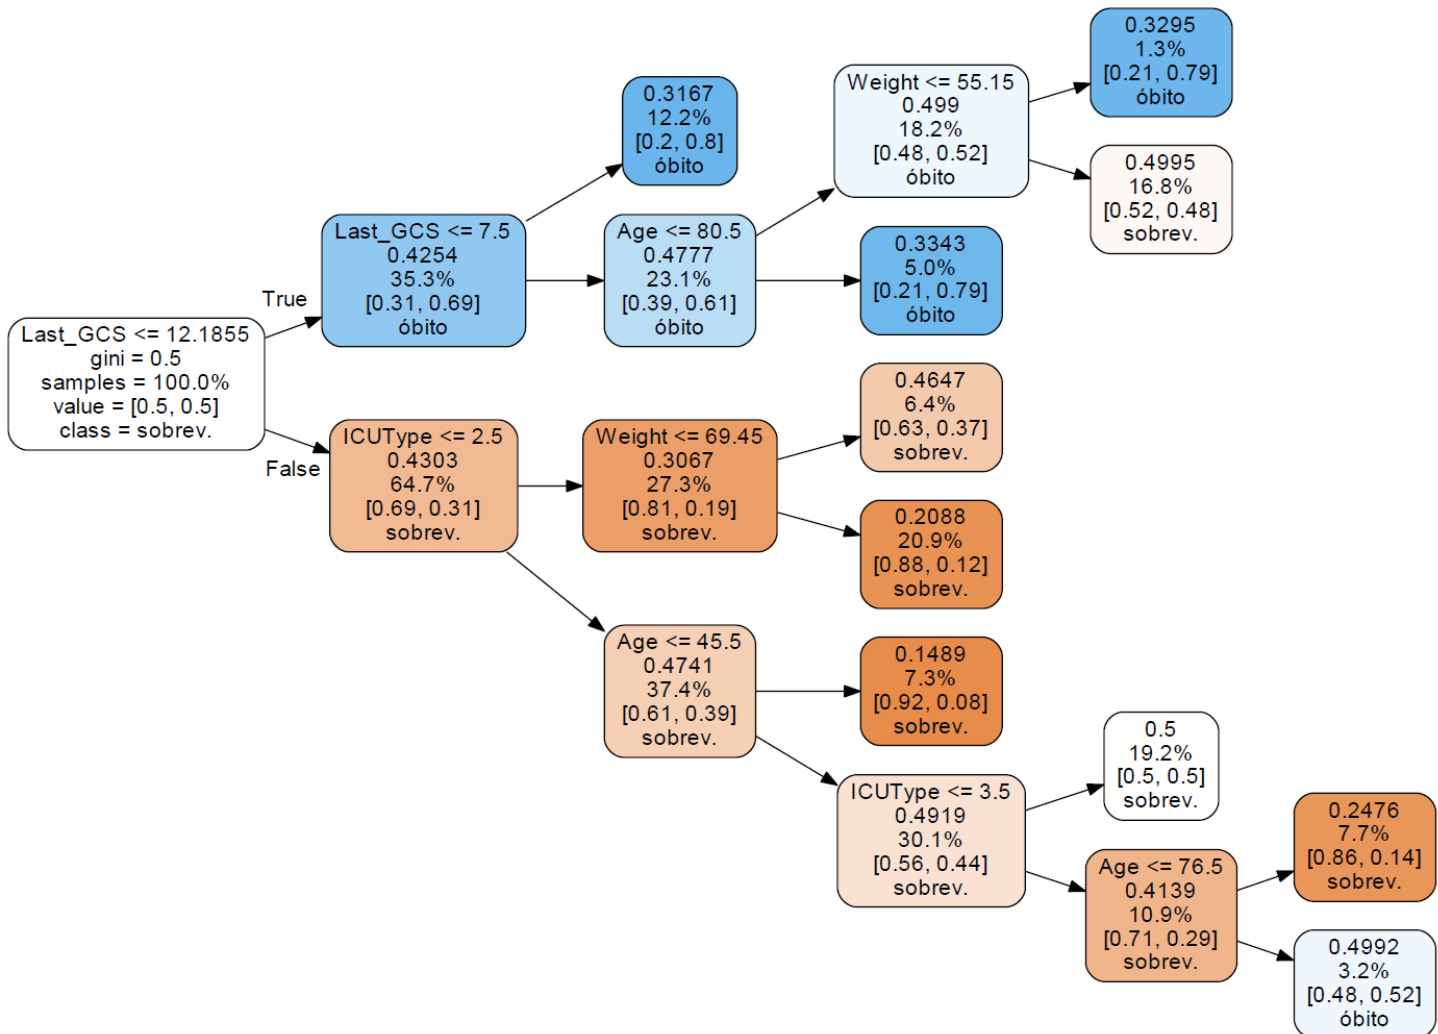 Last_GCS <= 12.1855
gini = 0.5
samples = 100.0%
value = [0.5, 0.5]
class = sobrev.
True
False
Last_GCS <= 7.5
0.4254
35.3%
[0.31, 0.69]
óbito
0.3167
12.2%
[0.2, 0.8]
óbito
Age <= 80.5
0.4777
23.1%
[0.39, 0.61]
óbito
Weight <= 55.15
0.499
18.2%
[0.48, 0.52]
óbito
0.3295
1.3%
[0.21, 0.79]
óbito
0.4995
16.8%
[0.52, 0.48]
sobrev.
0.3343
5.0%
[0.21, 0.79]
óbito
ICUType <= 2.5
0.4303
64.7%
[0.69, 0.31]
sobrev.
Weight <= 69.45
0.3067
27.3%
[0.81, 0.19]
sobrev.
0.4647
6.4%
[0.63, 0.37]
sobrev.
0.2088
20.9%
[0.88, 0.12]
sobrev.
Age <= 45.5
0.4741
37.4%
[0.61, 0.39]
sobrev.
0.1489
7.3%
[0.92, 0.08]
sobrev.
ICUType <= 3.5
0.4919
30.1%
[0.56, 0.44]
sobrev.
0.5
19.2%
[0.5, 0.5]
sobrev.
Age <= 76.5
0.4139
10.9%
[0.71, 0.29]
sobrev.
0.2476
7.7%
[0.86, 0.14]
sobrev.
0.4992
3.2%
[0.48, 0.52]
óbito